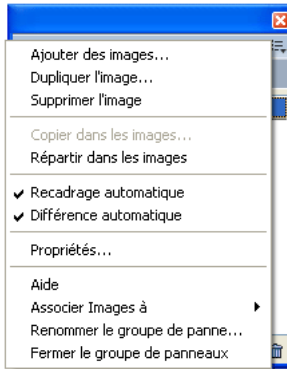 Ajouter des images...
Dupliquer l'image...
Supprimer l'image
Copier dans les images...
Répartir dans les images
Recadrage automatique
Différence automatique
Propriétés...
Aide
Associer Images à
Renommer le groupe de panne...
Fermer le groupe de panneaux